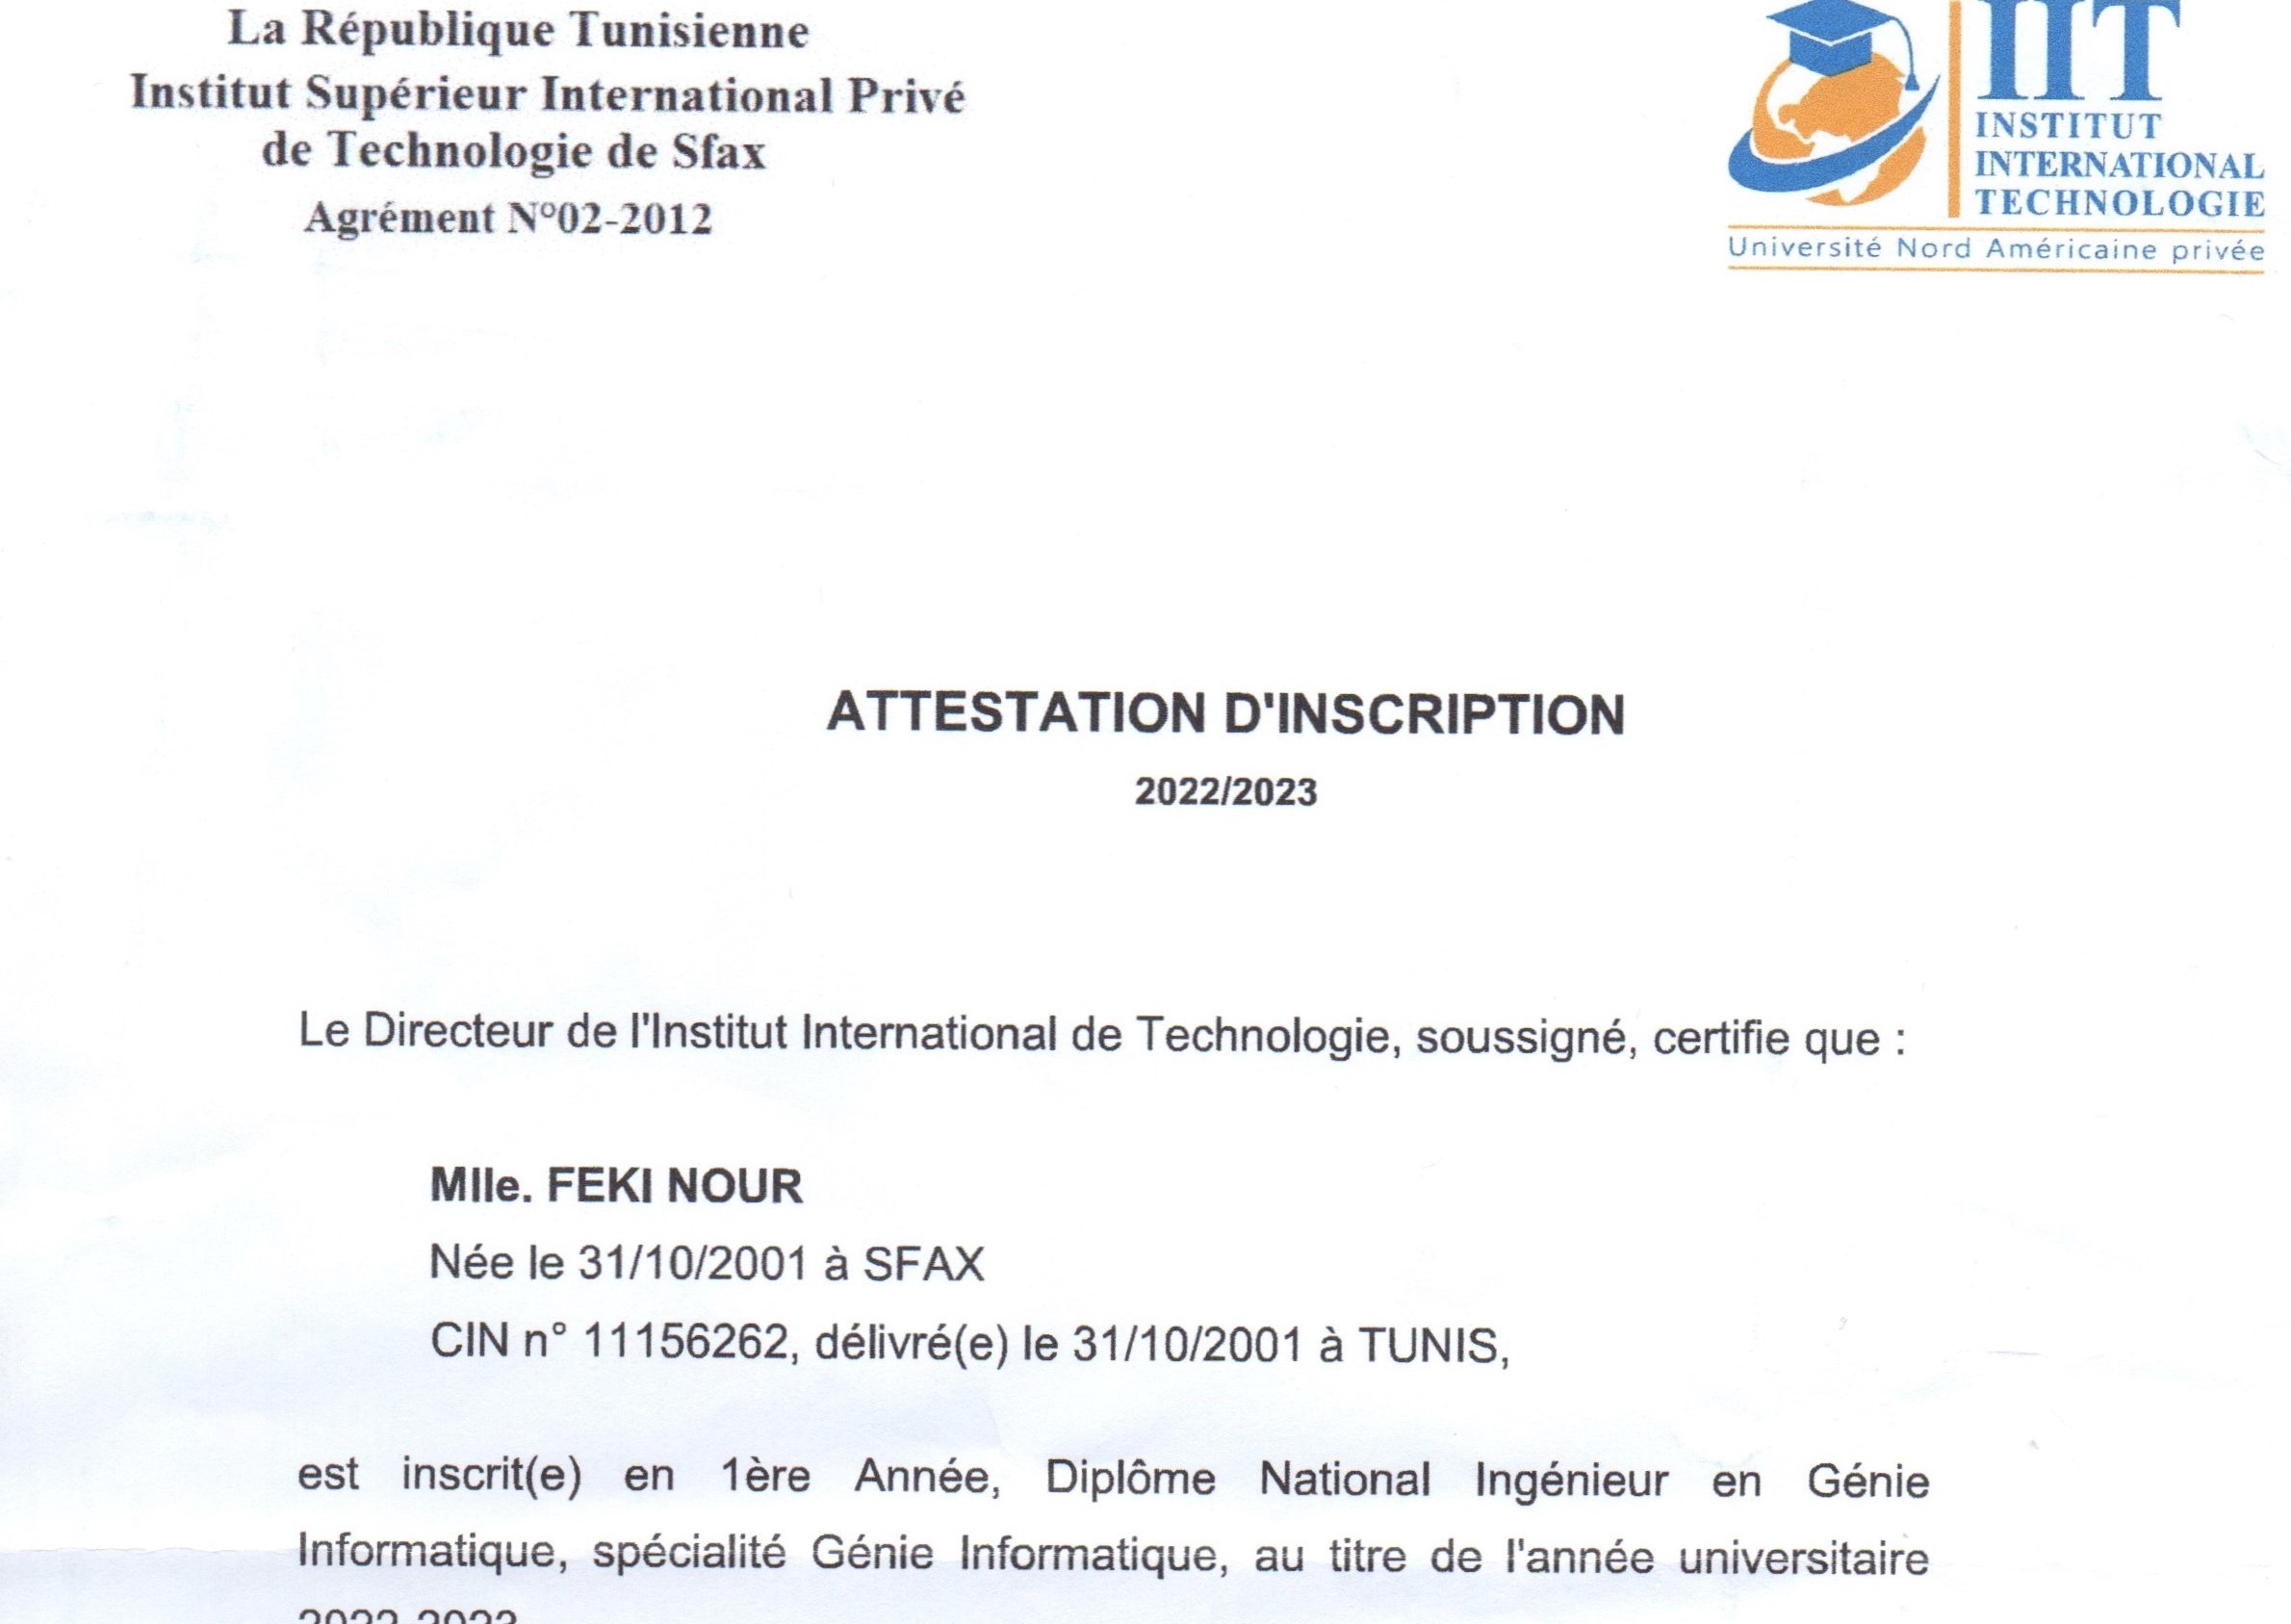 La République Tunisienne
Institut Supérieur International Privé
de Technologie de Sfax
Agrément N°02-2012
IIT
INSTITUT
INTERNATIONAL
TECHNOLOGIE
Université Nord Américaine privée
ATTESTATION D'INSCRIPTION
2022/2023
Le Directeur de l'Institut International de Technologie, soussigné, certifie que :
Mlle. FEKI NOUR
Née le 31/10/2001 à SFAX
CIN n° 11156262, délivré(e) le 31/10/2001 à TUNIS,
est inscrit(e) en 1ère Année, Diplôme National Ingénieur en Génie
Informatique, spécialité Génie Informatique, au titre de l'année universitaire
2022-2023